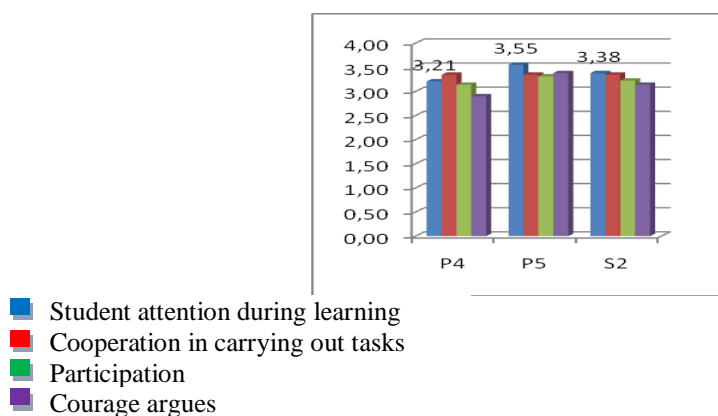 4,00
3,50
3,00
2,50
2,00
1,50
1,00
0,50
0,00
3,21
3,55
3,38
P4 P5 S2
Student attention during learning
Cooperation in carrying out tasks
Participation
Courage argues